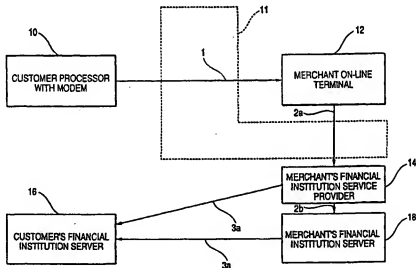 11
10
12
CUSTOMER PROCESSOR
WITH MODEM
1
MERCHANT ON-LINE
TERMINAL
2a
MERCHANT'S FINANCIAL
INSTITUTION SERVICE
PROVIDER
14
16
3a
2b
18
CUSTOMER'S FINANCIAL
INSTITUTION SERVER
3a
MERCHANT'S FINANCIAL
INSTITUTION SERVER